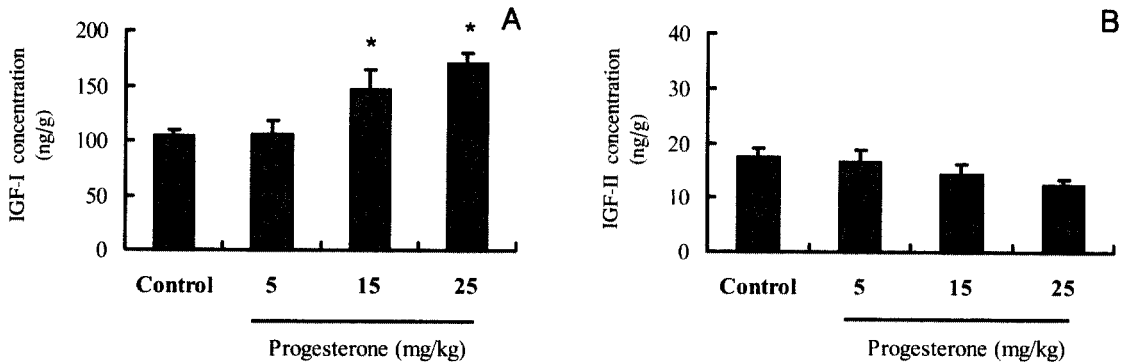 A
IGF-I concentration
(ng/g)
200
150
100
50
0
* *
Control 5 15 25
Progesterone (mg/kg)
B
IGF-II concentration
(ng/g)
40
30
20
10
0
Control 5 15 25
Progesterone (mg/kg)